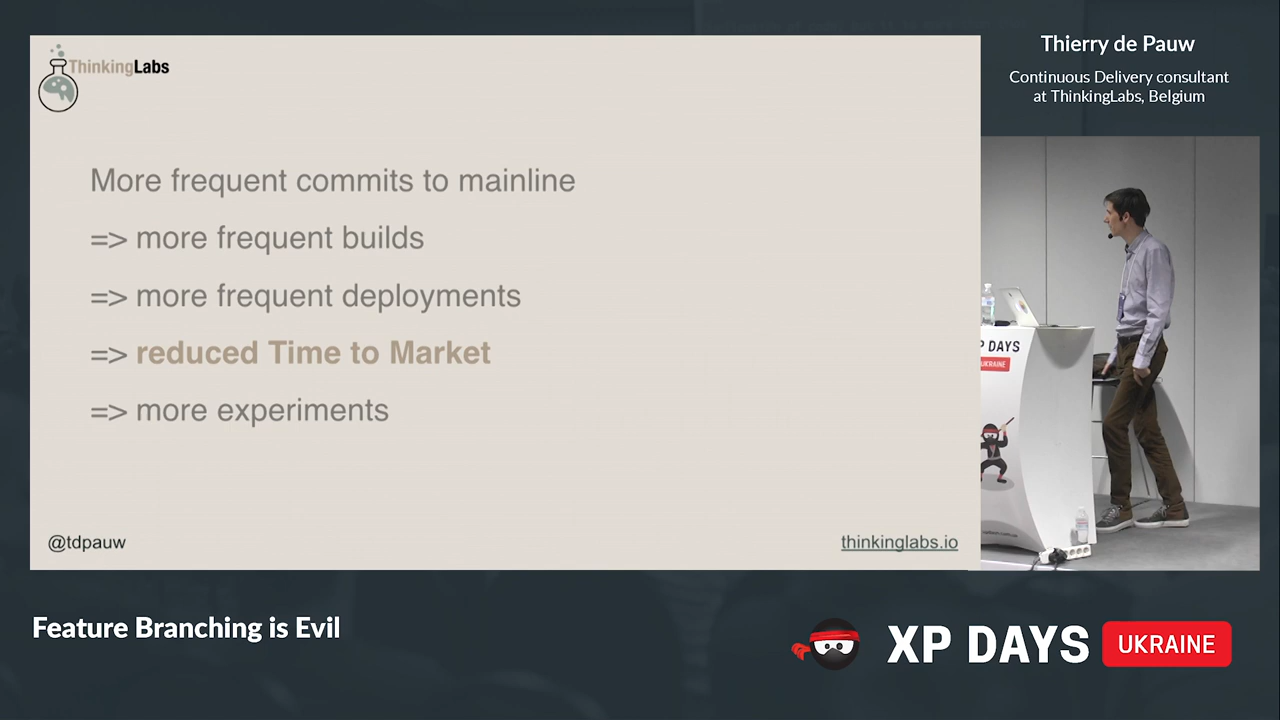 ThinkingLabs
More frequent commits to mainline
=> more frequent builds
=> more frequent deployments
=> reduced Time to Market
=> more experiments
@tdpauw
thinkinglabs.io
Thierry de Pauw
Continuous Delivery consultant
at ThinkingLabs, Belgium
P DAYS
UKRAINE
Feature Branching is Evil
XP DAYS UKRAINE